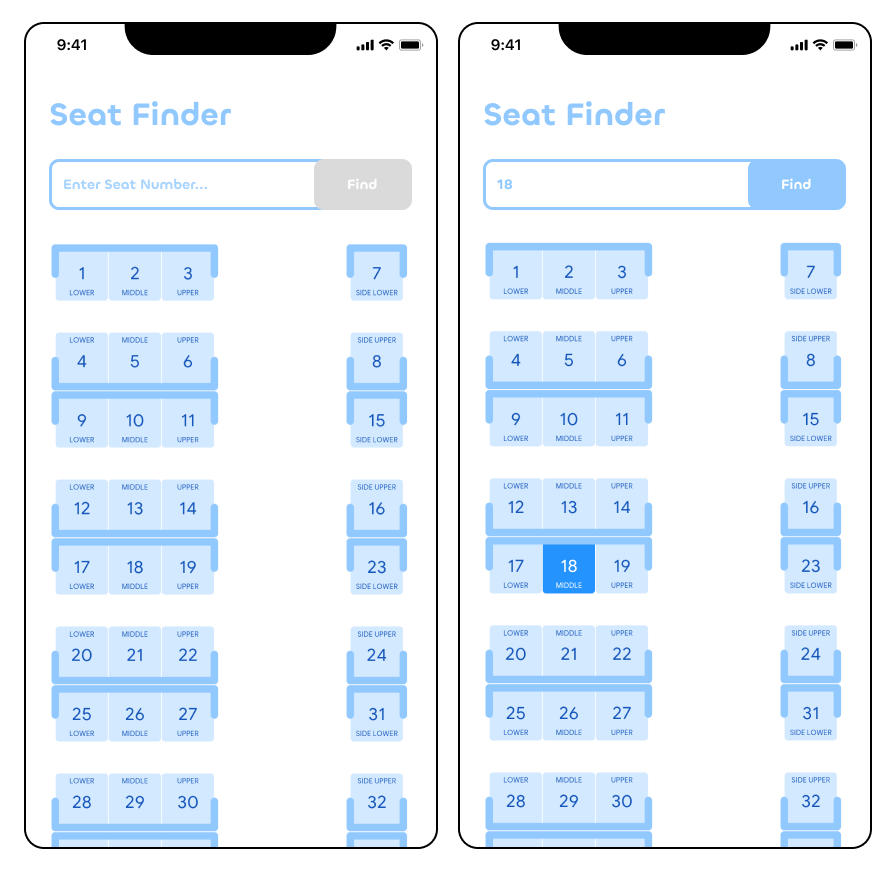 9:41
Seat Finder
Enter Seat Number... Find
1 2 3 7
LOWER MIDDLE UPPER SIDE LOWER
LOWER MIDDLE UPPER SIDE UPPER
4 5 6 8
9 10 11 15
LOWER MIDDLE UPPER SIDE LOWER
LOWER MIDDLE UPPER SIDE UPPER
12 13 14 16
17 18 19 23
LOWER MIDDLE UPPER SIDE LOWER
LOWER MIDDLE UPPER SIDE UPPER
20 21 22 24
25 26 27 31
LOWER MIDDLE UPPER SIDE LOWER
LOWER MIDDLE UPPER SIDE UPPER
28 29 30 32
9:41
Seat Finder
18 Find
1 2 3 7
LOWER MIDDLE UPPER SIDE LOWER
LOWER MIDDLE UPPER SIDE UPPER
4 5 6 8
9 10 11 15
LOWER MIDDLE UPPER SIDE LOWER
LOWER MIDDLE UPPER SIDE UPPER
12 13 14 16
17 18 19 23
LOWER MIDDLE UPPER SIDE LOWER
LOWER MIDDLE UPPER SIDE UPPER
20 21 22 24
25 26 27 31
LOWER MIDDLE UPPER SIDE LOWER
LOWER MIDDLE UPPER SIDE UPPER
28 29 30 32